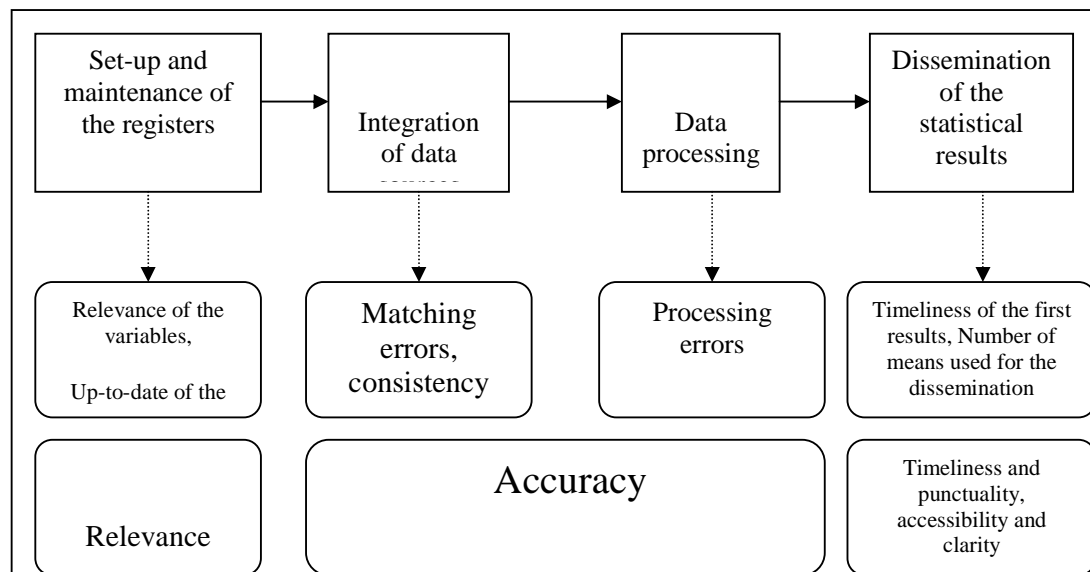 Set-up and
maintenance of
the registers
Integration
of data
Data
processing
Dissemination
of the
statistical
results
Relevance of the
variables,
Up-to-date of the
Matching
errors,
consistency
Processing
errors
Timeliness of the first
results, Number of
means used for the
dissemination
Relevance
Accuracy
Timeliness and
punctuality,
accessibility and
clarity